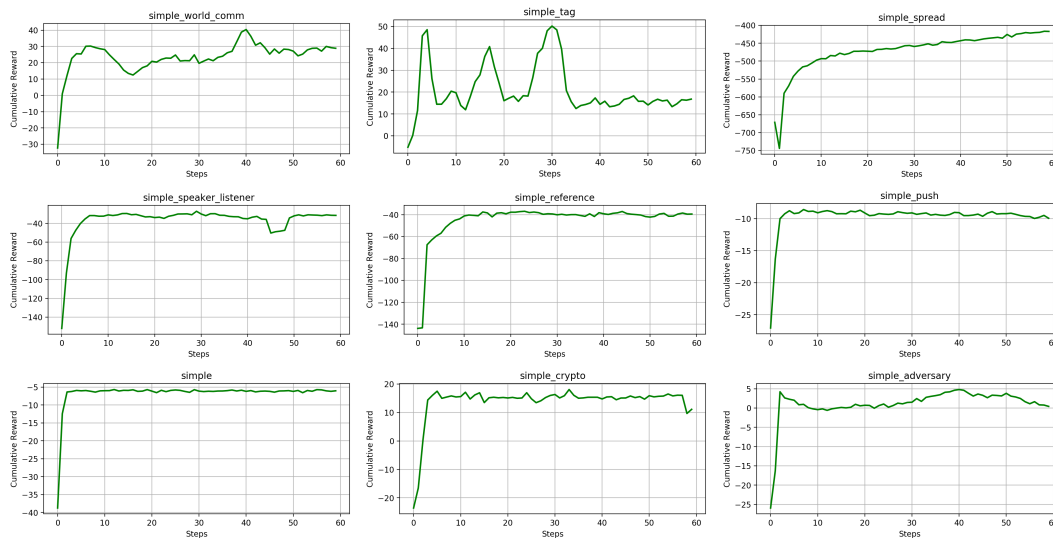 simple_world_comm
Cumulative Reward
40
30
20
10
0
−10
−20
−30
0 10 20 30 40 50 60
Steps
simple_tag
Cumulative Reward
50
40
30
20
10
0
0 10 20 30 40 50 60
Steps
simple_spread
Cumulative Reward
−400
−450
−500
−550
−600
−650
−700
−750
0 10 20 30 40 50 60
Steps
simple_speaker_listener
Cumulative Reward
−40
−60
−80
−100
−120
−140
0 10 20 30 40 50 60
Steps
simple_reference
Cumulative Reward
−40
−60
−80
−100
−120
−140
0 10 20 30 40 50 60
Steps
simple_push
Cumulative Reward
−10
−15
−20
−25
0 10 20 30 40 50 60
Steps
simple
Cumulative Reward
−5
−10
−15
−20
−25
−30
−35
−40
0 10 20 30 40 50 60
Steps
simple_crypto
Cumulative Reward
20
10
0
−10
−20
0 10 20 30 40 50 60
Steps
simple_adversary
Cumulative Reward
5
0
−5
−10
−15
−20
−25
0 10 20 30 40 50 60
Steps